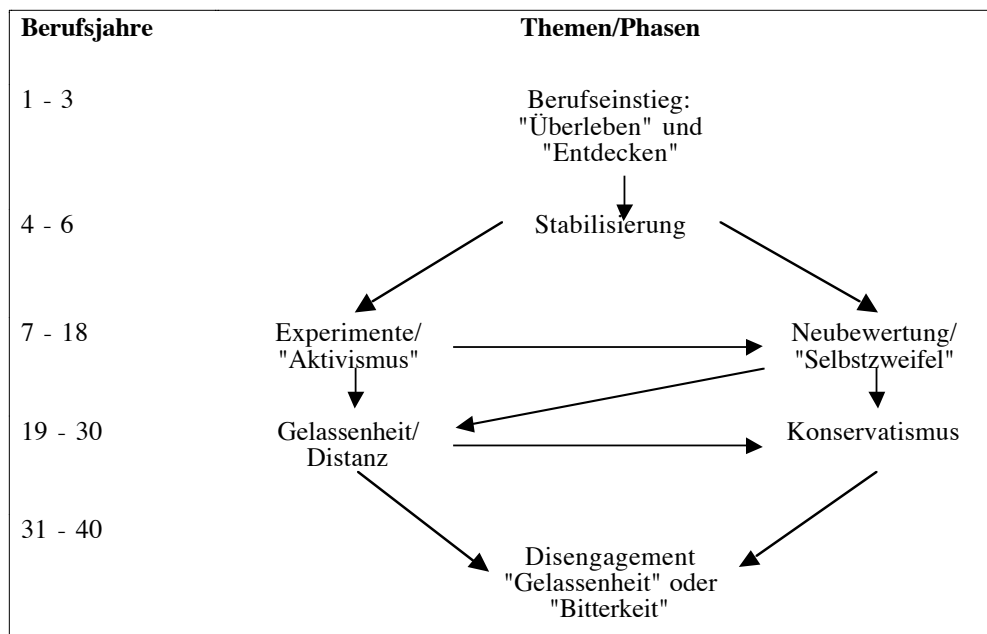 Berufsjahre Themen/Phasen
1 - 3 Berufseinstieg:
"Überleben" und
"Entdecken"
4 - 6 Stabilisierung
7 - 18 Experimente/ Neubewertung/
"Aktivismus" "Selbstzweifel"
19 - 30 Gelassenheit/ Konservatismus
Distanz
31 - 40
Disengagement
"Gelassenheit" oder
"Bitterkeit"